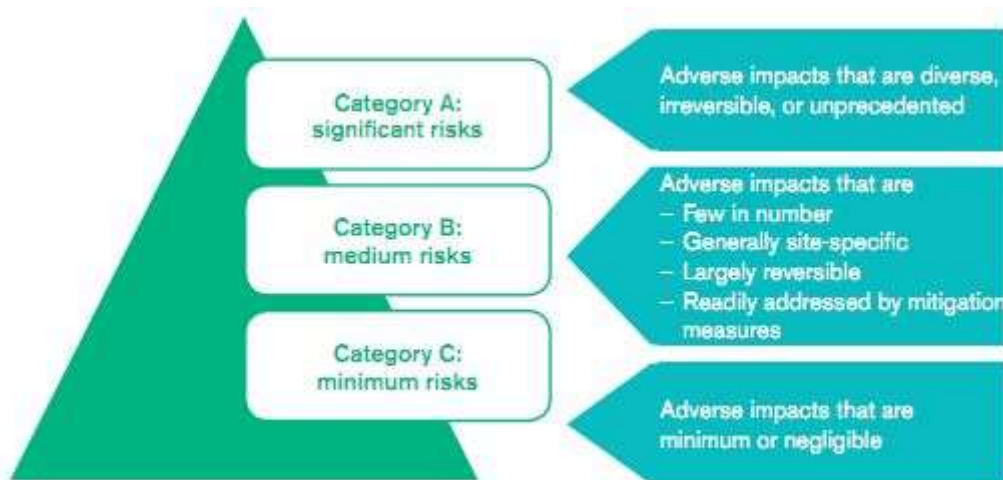 Category A:
significant risks
Adverse impacts that are diverse,
irreversible, or unprecedented
Category B:
medium risks
Adverse impacts that are
– Few in number
– Generally site-specific
– Largely reversible
– Readily addressed by mitigation
measures
Category C:
minimum risks
Adverse impacts that are
minimum or negligible